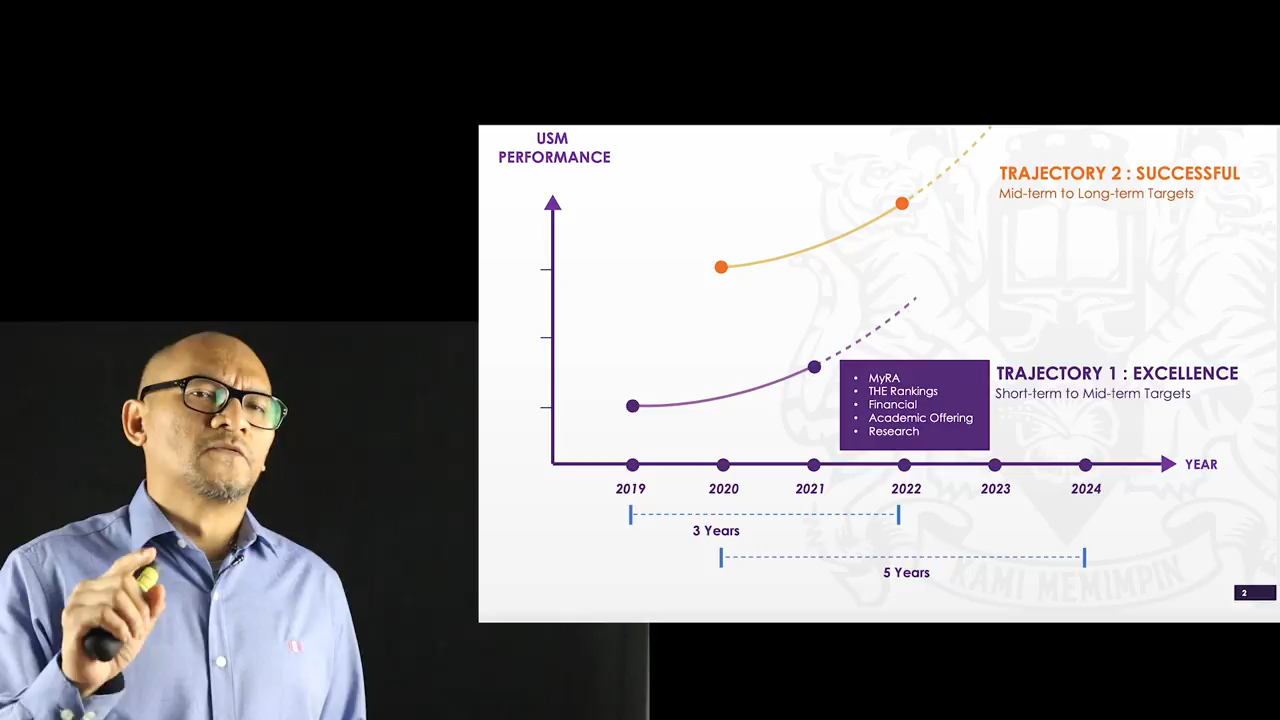 USM
PERFORMANCE
TRAJECTORY 2 : SUCCESSFUL
Mid-term to Long-term Targets
TRAJECTORY 1 : EXCELLENCE
Short-term to Mid-term Targets
• MyRA
• THE Rankings
• Financial
• Academic Offering
• Research
YEAR
2019 2020 2021 2022 2023 2024
3 Years
5 Years
KAMI MEMIMPIN
2